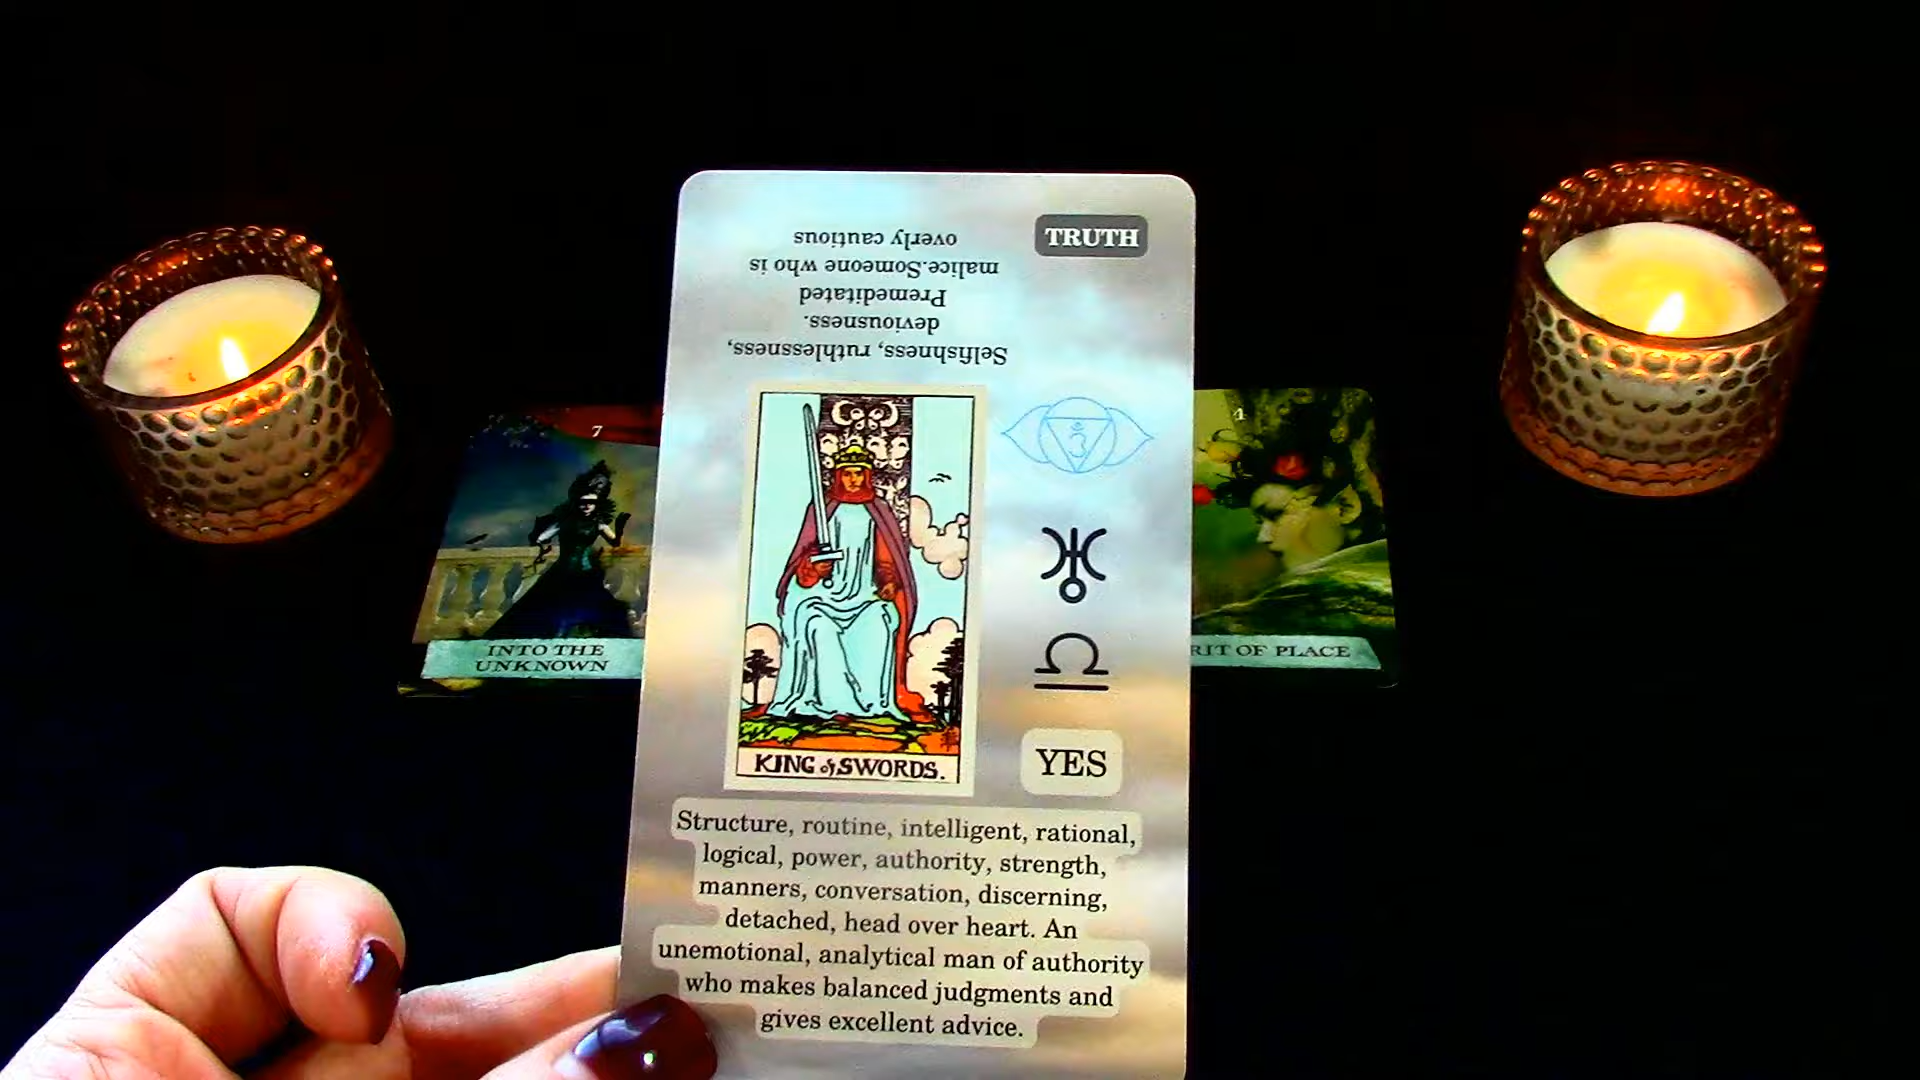 TRUTH
Selfishness, ruthlessness,
deviousness.
Premeditated
malice.Someone who is
overly cautious
7
INTO THE
UNKNOWN
1
RIT OF PLACE
KING of SWORDS.
YES
Structure, routine, intelligent, rational,
logical, power, authority, strength,
manners, conversation, discerning,
detached, head over heart. An
unemotional, analytical man of authority
who makes balanced judgments and
gives excellent advice.